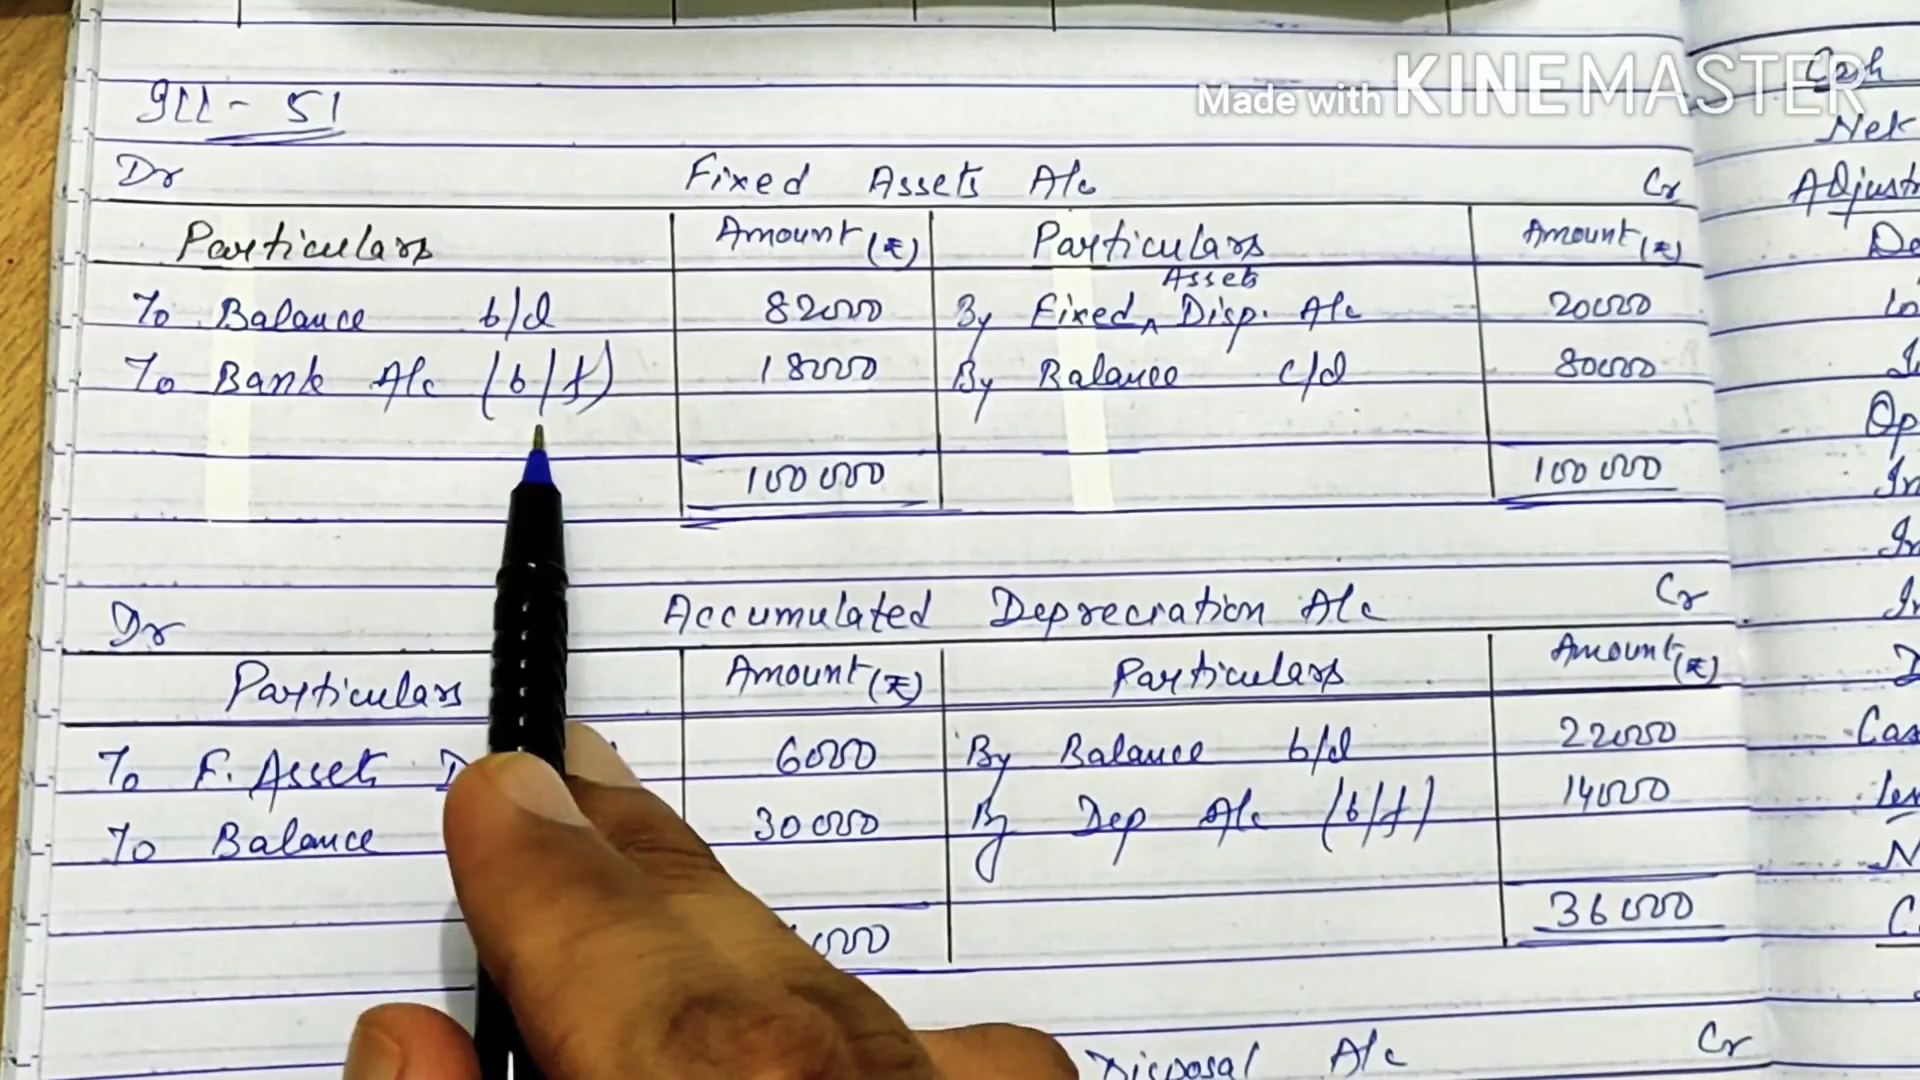 Made with KINEMASTER
ill - 51
Dr Fixed Assets A/c Cr
Particulars Amount (₹) Particulars Amount (₹)
To Balance b/d 82000 By Fixed Assets Disp. A/c 20000
To Bank A/c (b/f) 18000 By Balance c/d 80000
100000 100000
Dr Accumulated Depreciation A/c Cr
Particulars Amount (₹) Particulars Amount (₹)
To F. Assets 6000 By Balance b/d 22000
To Balance 30000 By Dep A/c (b/f) 14000
36000
Disposal A/c Cr
Cash
Net